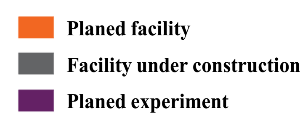 Planed facility
Facility under construction
Planed experiment